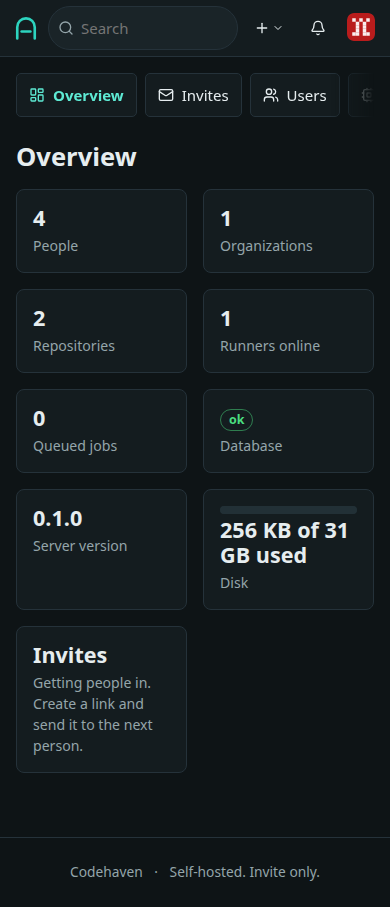 Search
Overview
Invites
Users
Overview
4
People
1
Organizations
2
Repositories
1
Runners online
0
Queued jobs
ok
Database
0.1.0
Server version
256 KB of 31
GB used
Disk
Invites
Getting people in.
Create a link and
send it to the next
person.
Codehaven · Self-hosted. Invite only.